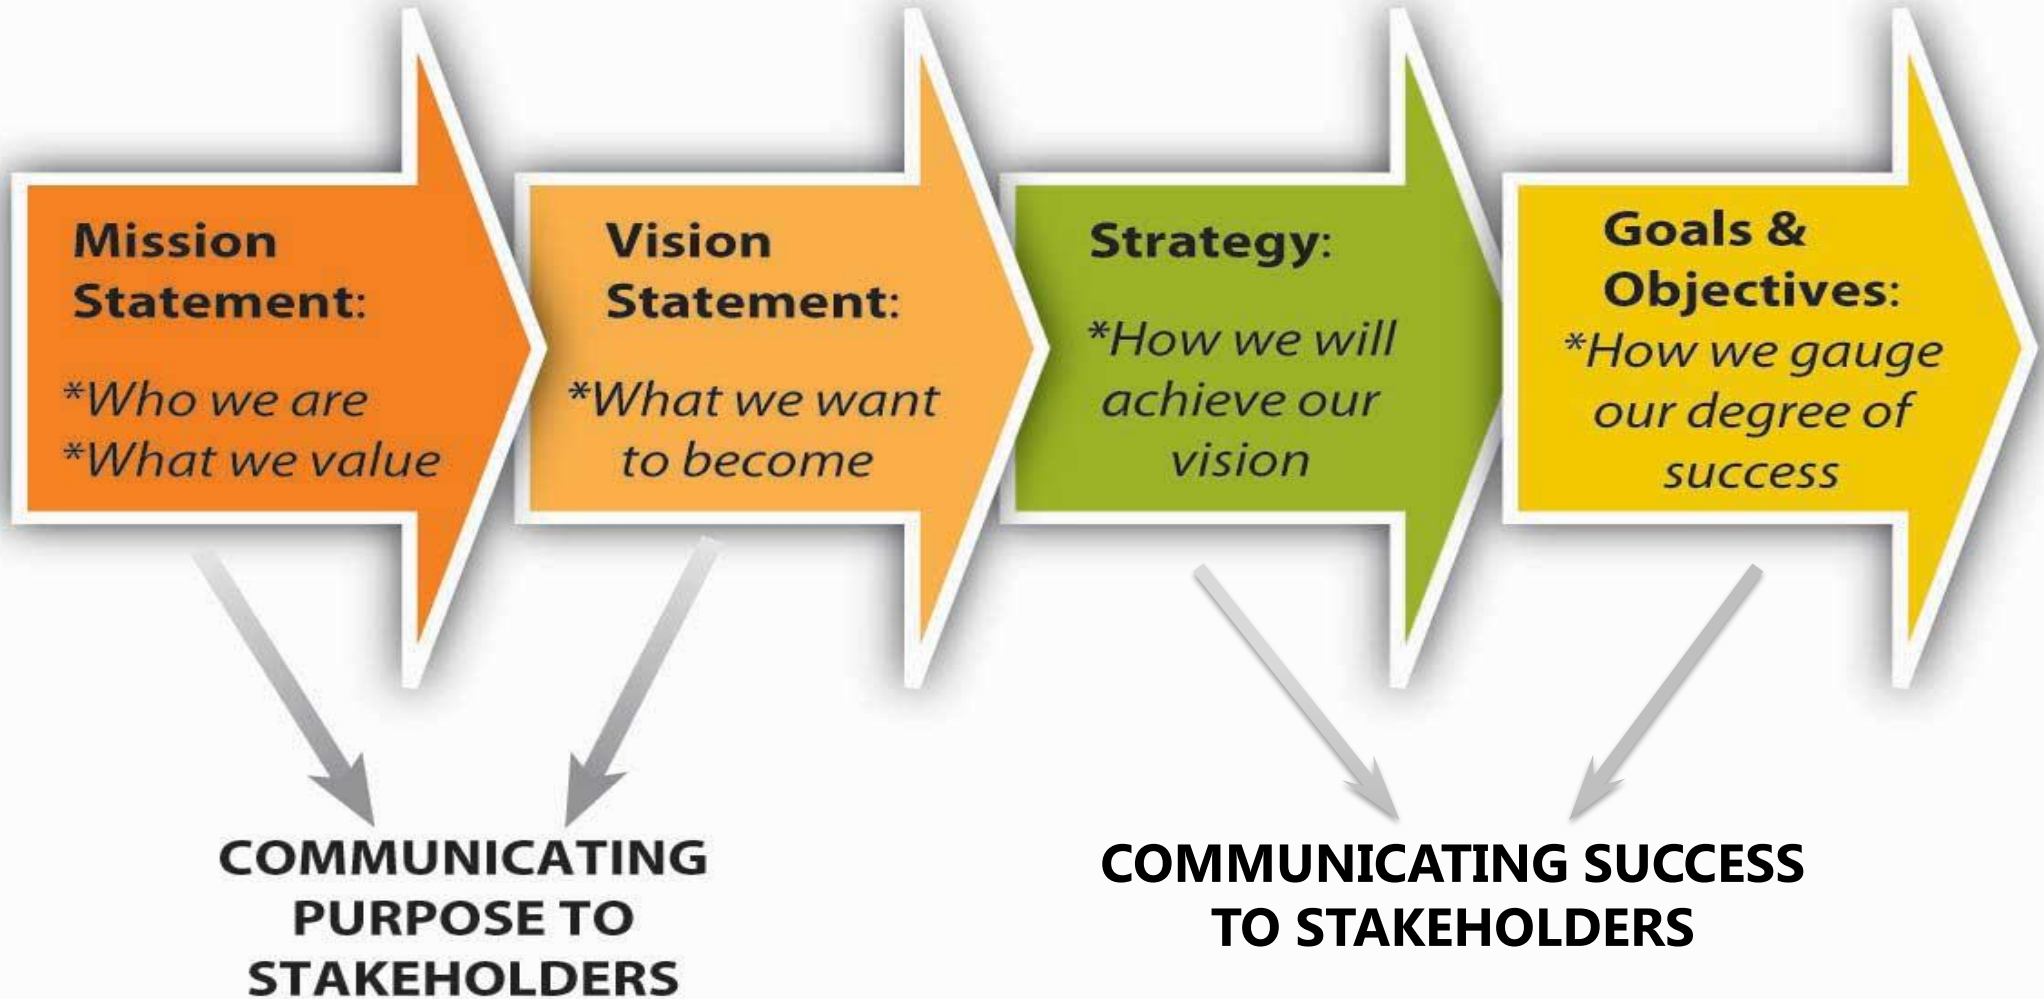 Mission
Statement:
*Who we are
*What we value
Vision
Statement:
*What we want
to become
Strategy:
*How we will
achieve our
vision
Goals &
Objectives:
*How we gauge
our degree of
success
COMMUNICATING
PURPOSE TO
STAKEHOLDERS
COMMUNICATING SUCCESS
TO STAKEHOLDERS